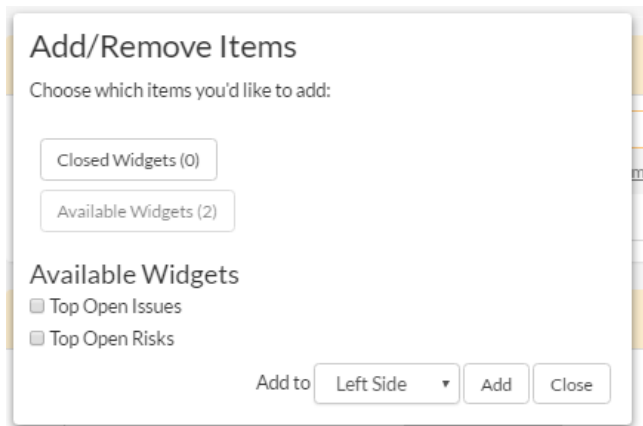 Add/Remove Items
Choose which items you'd like to add:
Closed Widgets (0)
Available Widgets (2)
Available Widgets
Top Open Issues
Top Open Risks
Add to Left Side Add Close